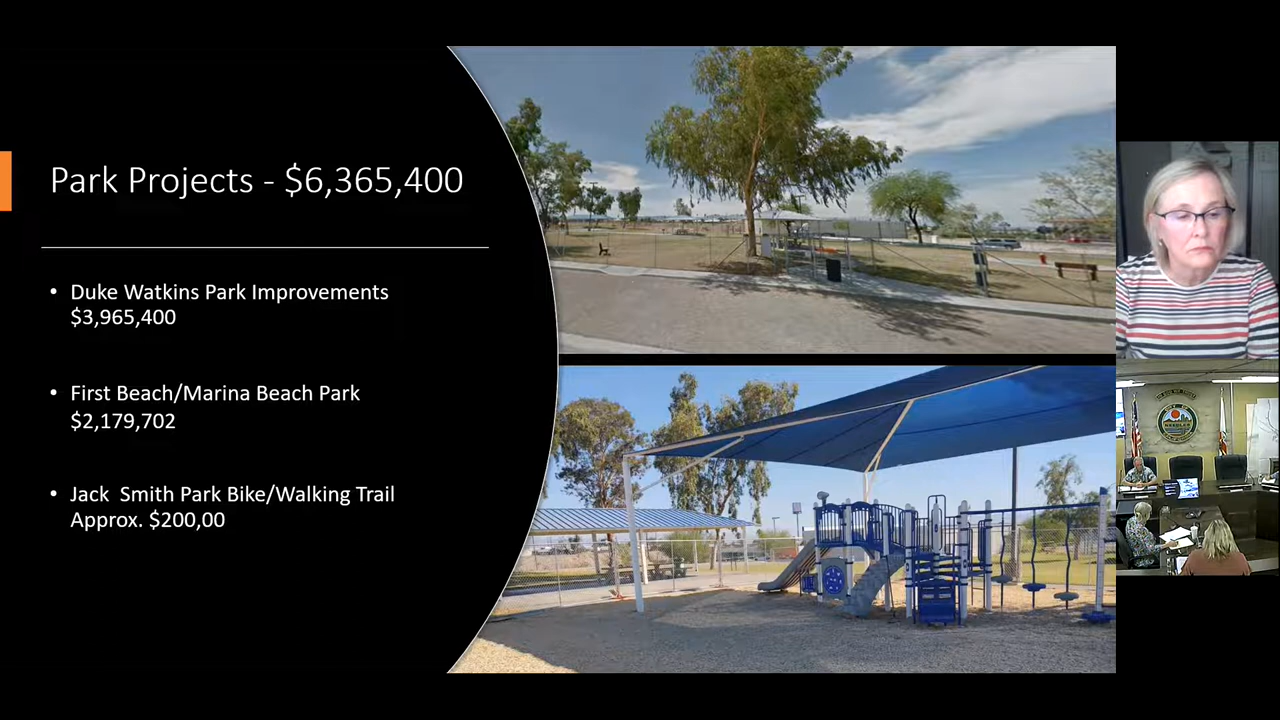 Park Projects - $6,365,400
• Duke Watkins Park Improvements
$3,965,400
• First Beach/Marina Beach Park
$2,179,702
• Jack Smith Park Bike/Walking Trail
Approx. $200,00
NEEDLES